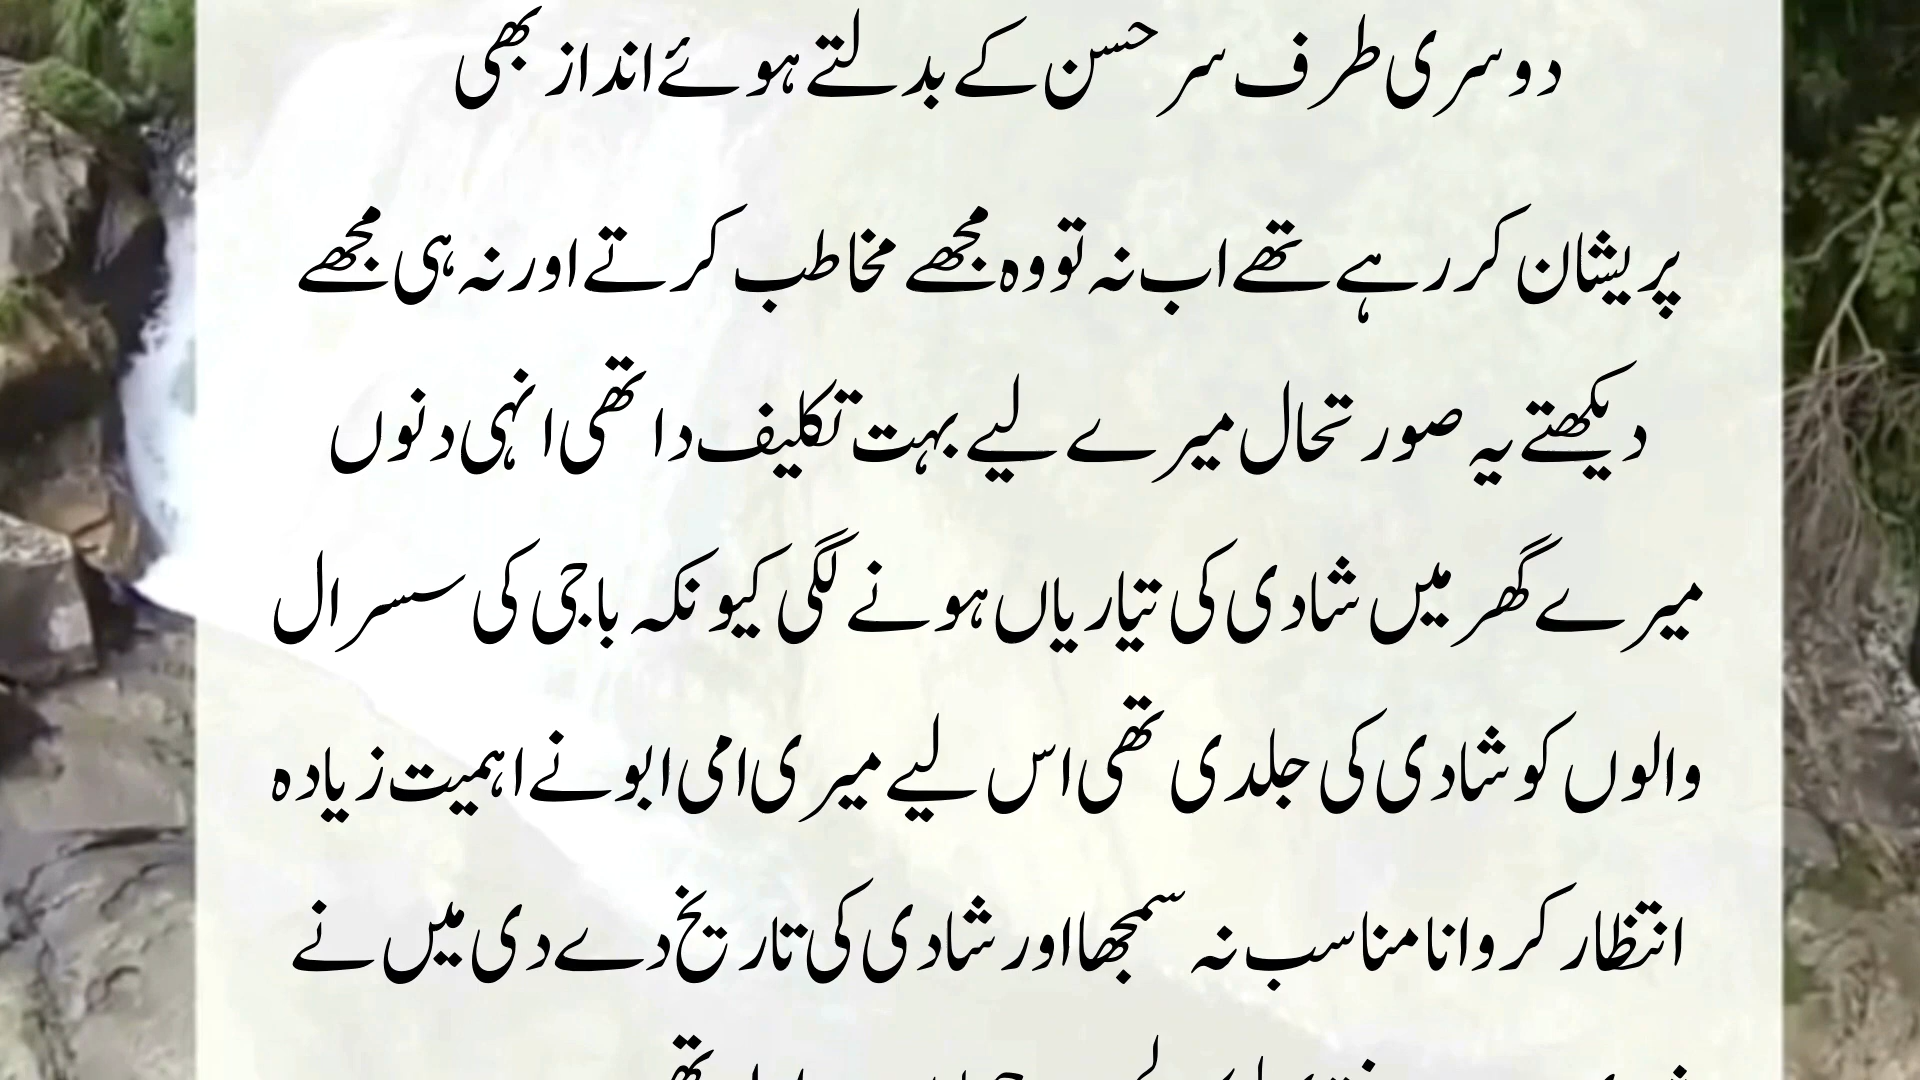 دوسری طرف سر حسن کے بدلتے ہوئے انداز بھی
پریشان کر رہے تھے اب نہ تو وہ مجھے مخاطب کرتے اور نہ ہی مجھے
دیکھتے یہ صورتحال میرے لیے بہت تکلیف دا تھی انہی دنوں
میرے گھر میں شادی کی تیاریاں ہونے لگی کیونکہ باجی کی سسرال
والوں کو شادی کی جلدی تھی اس لیے میری امی ابو نے اہمیت زیادہ
انتظار کروانا مناسب نہ سمجھا اور شادی کی تاریخ دے دی میں نے